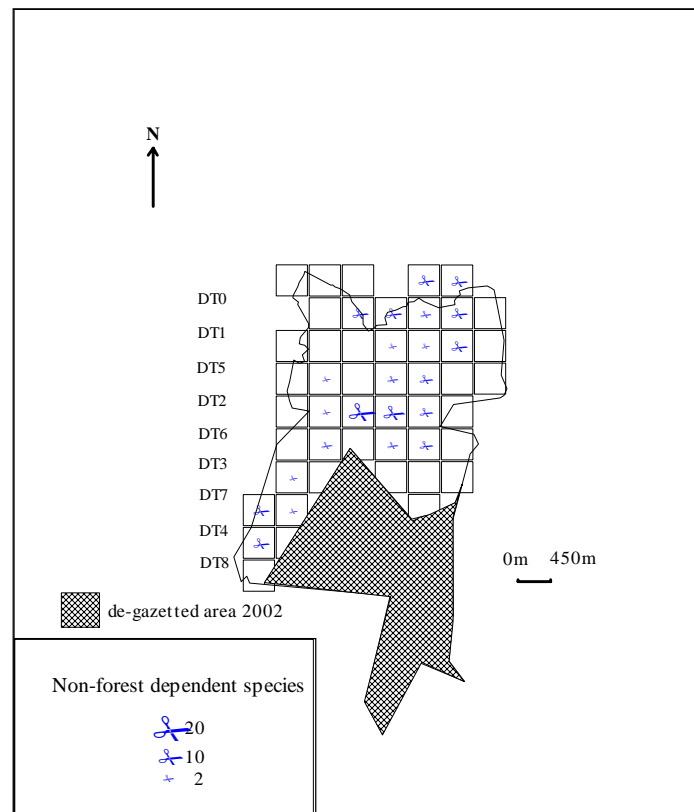 N
DT0
DT1
DT5
DT2
DT6
DT3
DT7
DT4
DT8
0m 450m
de-gazetted area 2002
Non-forest dependent species
20
10
2